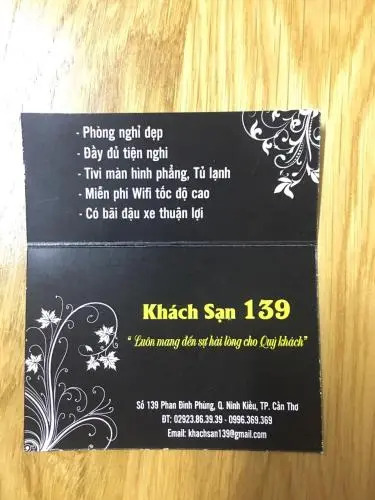 - Phòng nghỉ đẹp
- Đầy đủ tiện nghi
- Tivi màn hình phẳng, Tủ lạnh
- Miễn phí Wifi tốc độ cao
- Có bãi đậu xe thuận lợi
Khách Sạn 139
“ Luôn mang đến sự hài lòng cho Quý khách”
Số 139 Phan Đình Phùng, Q. Ninh Kiều, TP. Cần Thơ
ĐT: 02923.86.39.39 - 0996.369.369
Email: khachsan139@gmail.com